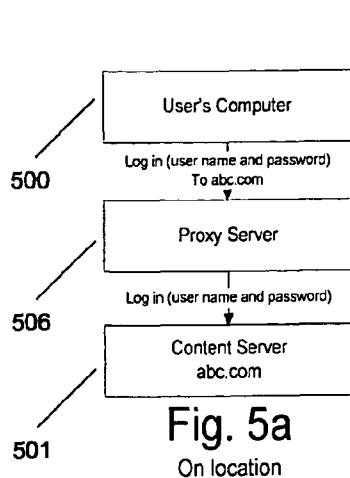 User's Computer
500
Log in (user name and password)
To abc.com
Proxy Server
506
Log in (user name and password)
Content Server
abc.com
501
Fig. 5a
On location